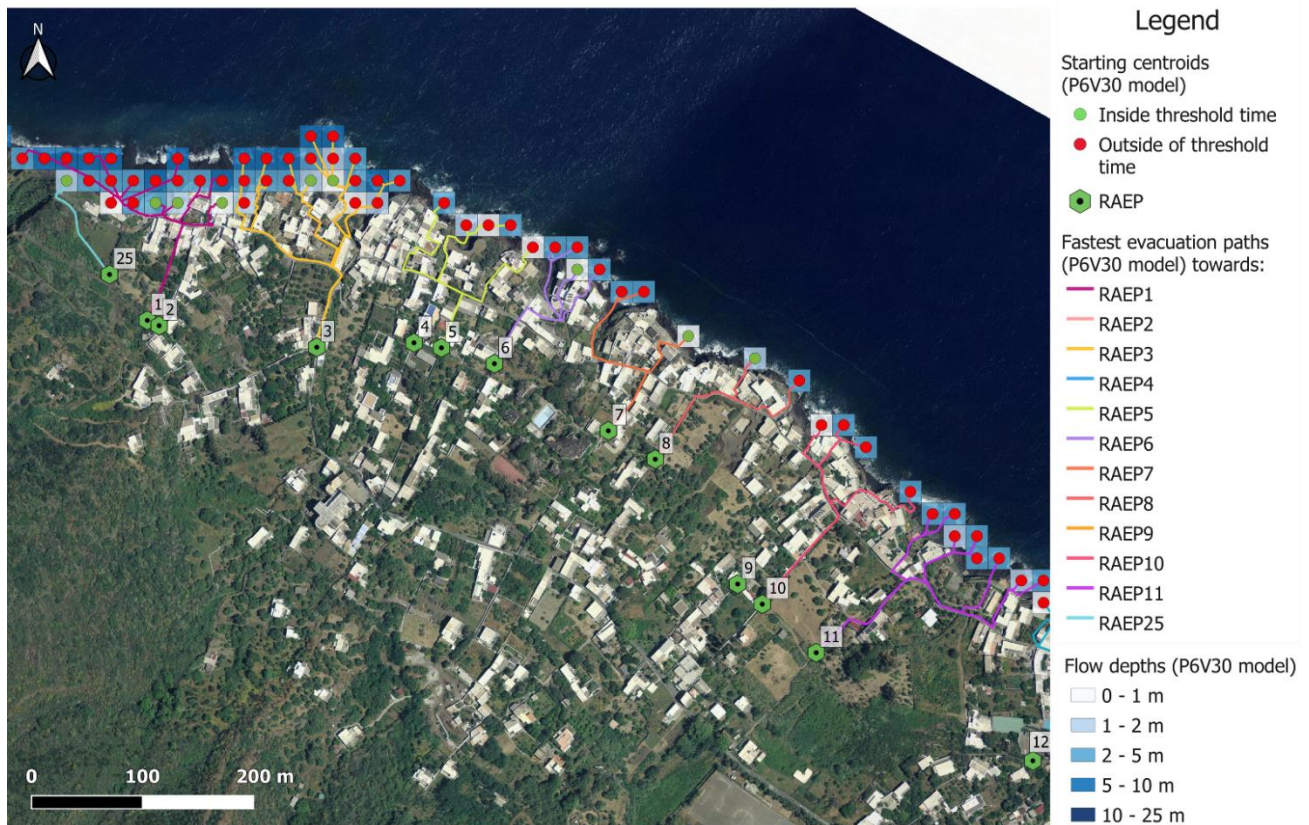 N
25
1
2
3
4
5
6
7
8
9
10
11
12
0 100 200 m
Legend
Starting centroids
(P6V30 model)
Inside threshold time
Outside of threshold
time
RAEP
Fastest evacuation paths
(P6V30 model) towards:
RAEP1
RAEP2
RAEP3
RAEP4
RAEP5
RAEP6
RAEP7
RAEP8
RAEP9
RAEP10
RAEP11
RAEP25
Flow depths (P6V30 model)
0 - 1 m
1 - 2 m
2 - 5 m
5 - 10 m
10 - 25 m